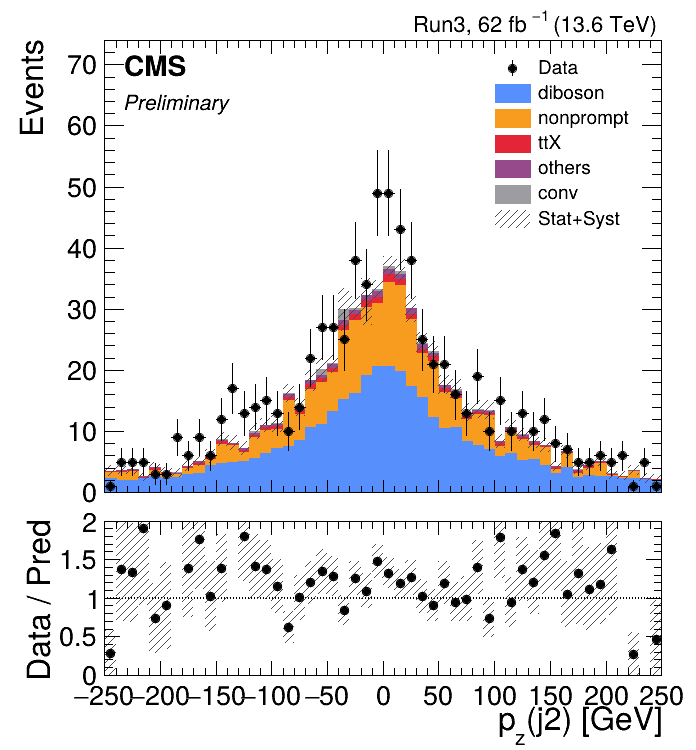 Run3, 62 fb⁻¹ (13.6 TeV)
CMS
Preliminary
Events
70
60
50
40
30
20
10
0
Data
diboson
nonprompt
ttX
others
conv
Stat+Syst
Data / Pred
2
1.5
1
0.5
0
−250 −200 −150 −100 −50 0 50 100 150 200 250
p_z(j2) [GeV]